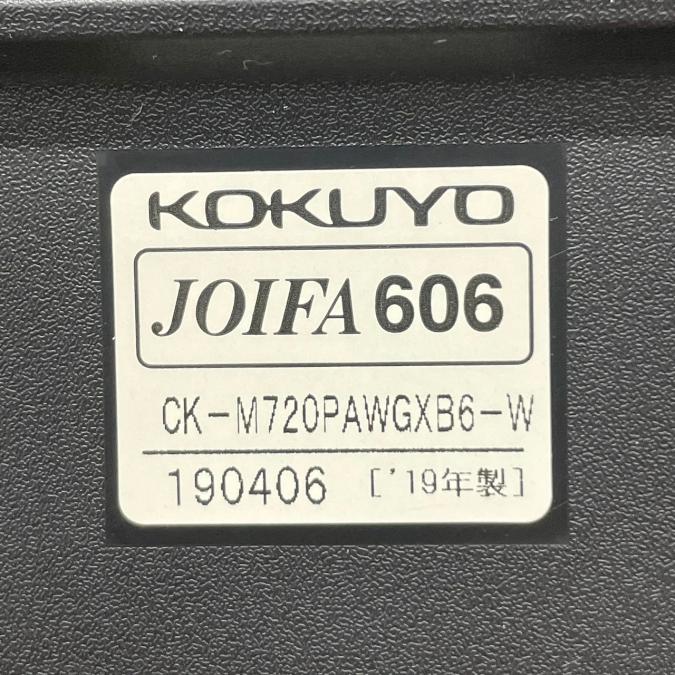 KOKUYO
JOIFA 606
CK-M720PAWGXB6-W
190406 ['19年製]